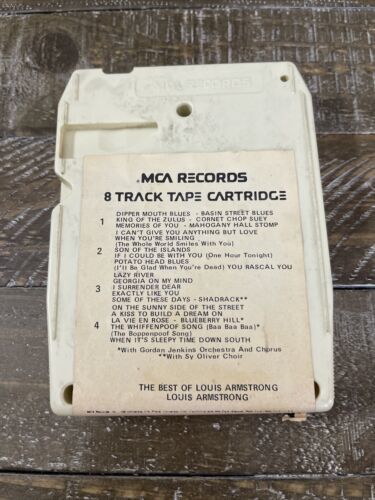 MCA RECORDS
MCA RECORDS
8 TRACK TAPE CARTRIDGE
DIPPER MOUTH BLUES - BASIN STREET BLUES
1 KING OF THE ZULUS - CORNET CHOP SUEY
MEMORIES OF YOU - MAHOGANY HALL STOMP
I CAN'T GIVE YOU ANYTHING BUT LOVE
WHEN YOU'RE SMILING
(The Whole World Smiles With You)
2 SON OF THE ISLANDS
IF I COULD BE WITH YOU (One Hour Tonight)
POTATO HEAD BLUES
(I'll Be Glad When You're Dead) YOU RASCAL YOU
LAZY RIVER
GEORGIA ON MY MIND
3 I SURRENDER DEAR
EXACTLY LIKE YOU
SOME OF THESE DAYS - SHADRACK**
ON THE SUNNY SIDE OF THE STREET
A KISS TO BUILD A DREAM ON
LA VIE EN ROSE - BLUEBERRY HILL*
4 THE WHIFFENPOOF SONG (Baa Baa Baa)*
(The Boppenpoof Song)
WHEN IT'S SLEEPY TIME DOWN SOUTH
*With Gordan Jenkins Orchestra And Chprus
**With Sy Oliver Choir
THE BEST OF LOUIS ARMSTRONG
LOUIS ARMSTRONG